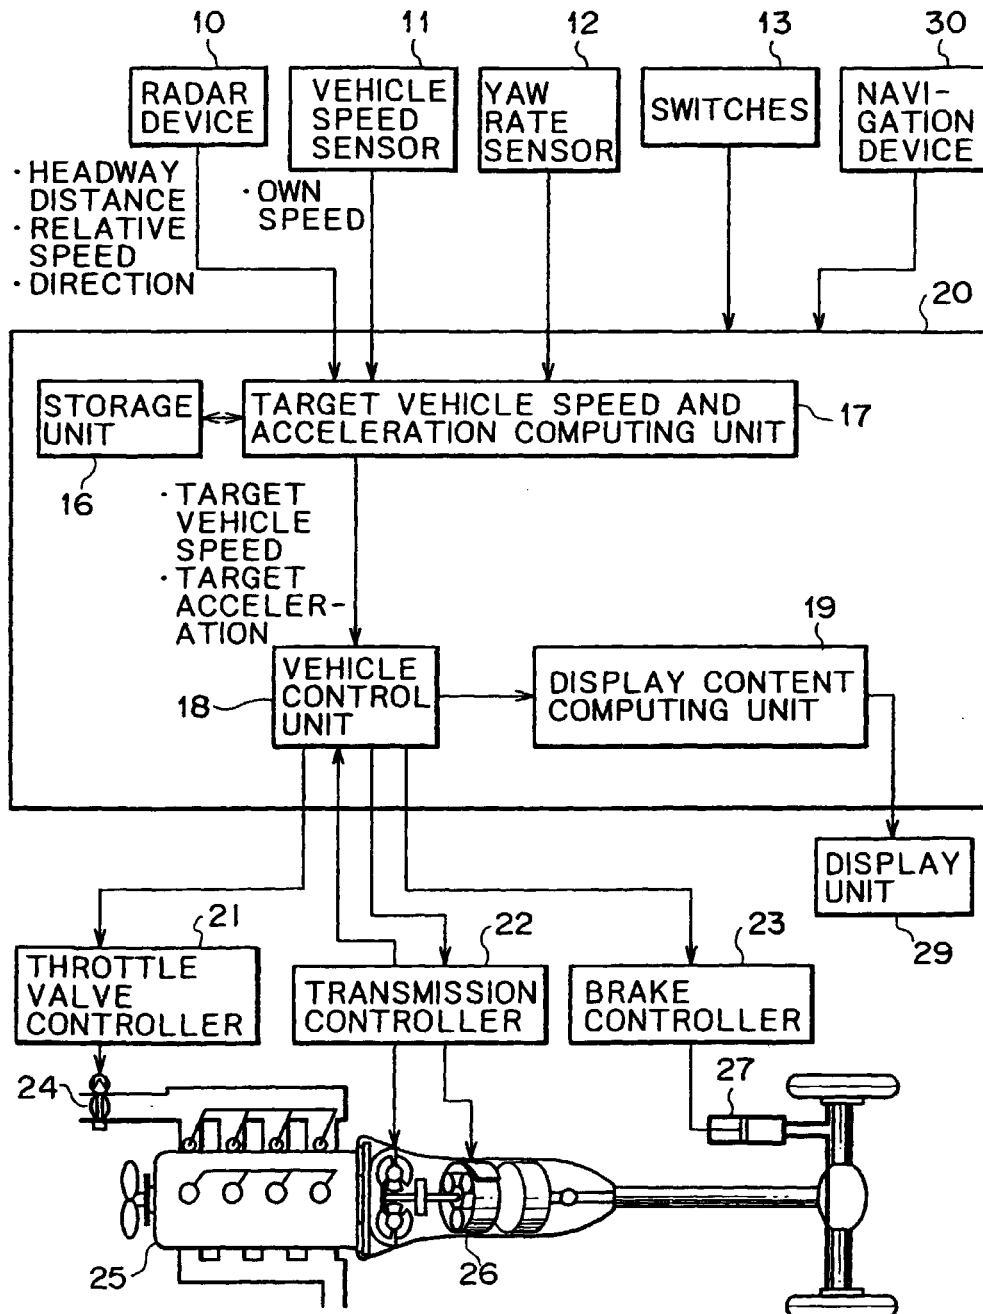 10
11
12
13
30
RADAR
DEVICE
VEHICLE
SPEED
SENSOR
YAW
RATE
SENSOR
SWITCHES
NAVI-
GATION
DEVICE
· HEADWAY
DISTANCE
· RELATIVE
SPEED
· DIRECTION
· OWN
SPEED
20
STORAGE
UNIT
16
TARGET VEHICLE SPEED AND
ACCELERATION COMPUTING UNIT
17
· TARGET
VEHICLE
SPEED
· TARGET
ACCELER-
ATION
VEHICLE
CONTROL
UNIT
18
19
DISPLAY CONTENT
COMPUTING UNIT
DISPLAY
UNIT
29
21
THROTTLE
VALVE
CONTROLLER
22
TRANSMISSION
CONTROLLER
23
BRAKE
CONTROLLER
24
27
25
26